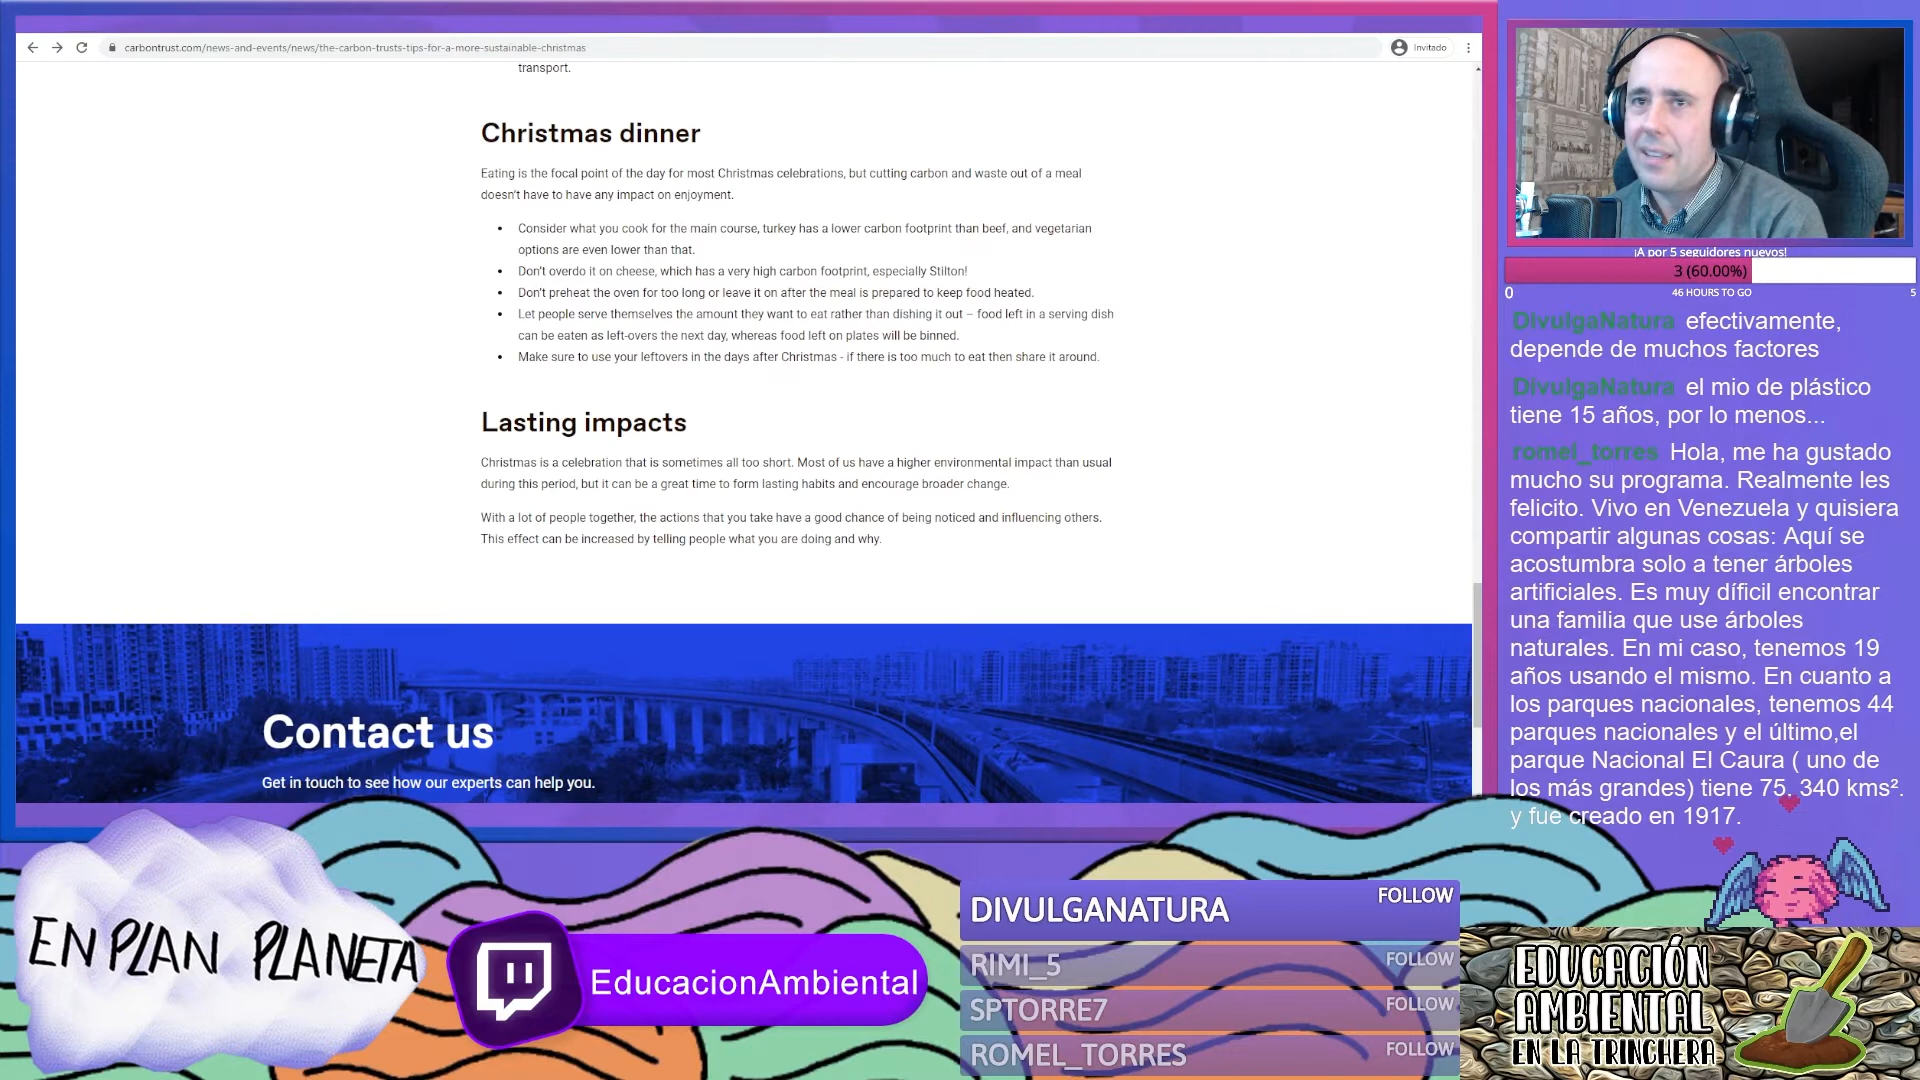 carbontrust.com/news-and-events/news/the-carbon-trusts-tips-for-a-more-sustainable-christmas
Invitado
transport.
Christmas dinner
Eating is the focal point of the day for most Christmas celebrations, but cutting carbon and waste out of a meal
doesn't have to have any impact on enjoyment.
• Consider what you cook for the main course, turkey has a lower carbon footprint than beef, and vegetarian
options are even lower than that.
• Don't overdo it on cheese, which has a very high carbon footprint, especially Stilton!
• Don't preheat the oven for too long or leave it on after the meal is prepared to keep food heated.
• Let people serve themselves the amount they want to eat rather than dishing it out – food left in a serving dish
can be eaten as left-overs the next day, whereas food left on plates will be binned.
• Make sure to use your leftovers in the days after Christmas - if there is too much to eat then share it around.
Lasting impacts
Christmas is a celebration that is sometimes all too short. Most of us have a higher environmental impact than usual
during this period, but it can be a great time to form lasting habits and encourage broader change.
With a lot of people together, the actions that you take have a good chance of being noticed and influencing others.
This effect can be increased by telling people what you are doing and why.
Contact us
Get in touch to see how our experts can help you.
¡A por 5 seguidores nuevos!
3 (60.00%)
0
46 HOURS TO GO
5
DivulgaNatura efectivamente,
depende de muchos factores
DivulgaNatura el mio de plástico
tiene 15 años, por lo menos...
romel_torres Hola, me ha gustado
mucho su programa. Realmente les
felicito. Vivo en Venezuela y quisiera
compartir algunas cosas: Aquí se
acostumbra solo a tener árboles
artificiales. Es muy díficil encontrar
una familia que use árboles
naturales. En mi caso, tenemos 19
años usando el mismo. En cuanto a
los parques nacionales, tenemos 44
parques nacionales y el último,el
parque Nacional El Caura ( uno de
los más grandes) tiene 75. 340 kms².
y fue creado en 1917.
EN PLAN PLANETA
EducacionAmbiental
DIVULGANATURA FOLLOW
RIMI_5 FOLLOW
SPTORRE7 FOLLOW
ROMEL_TORRES FOLLOW
EDUCACIÓN
AMBIENTAL
EN LA TRINCHERA